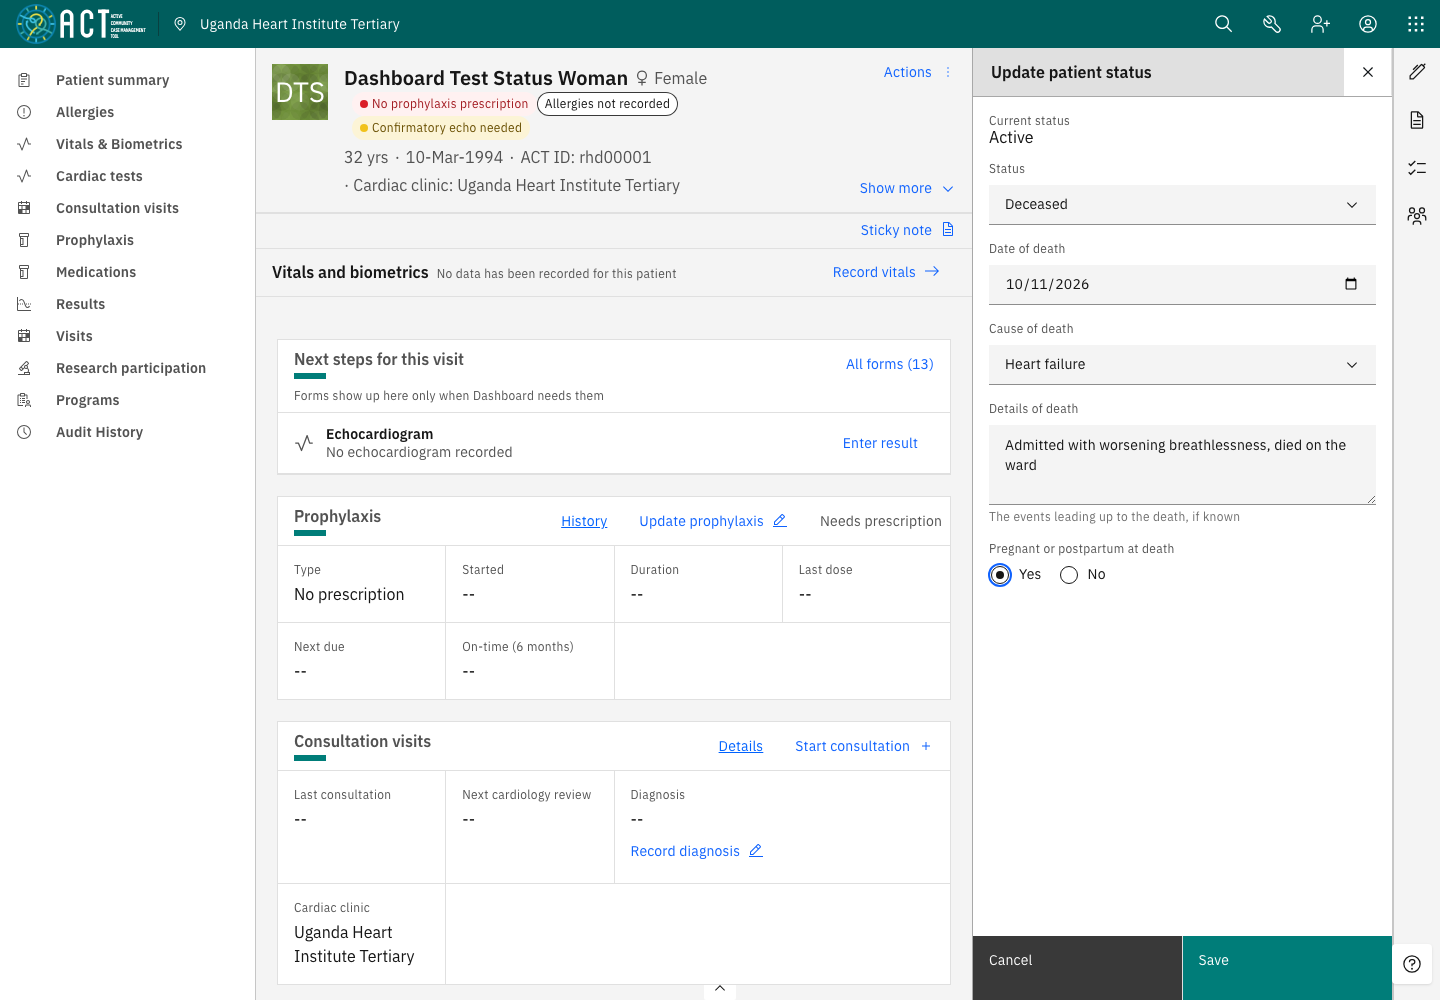 ACT
ACTIVE
COMMUNITY
CASE MANAGEMENT
TOOL
Uganda Heart Institute Tertiary
Patient summary
Allergies
Vitals & Biometrics
Cardiac tests
Consultation visits
Prophylaxis
Medications
Results
Visits
Research participation
Programs
Audit History
DTS
Dashboard Test Status Woman Female
Actions
No prophylaxis prescription Allergies not recorded
Confirmatory echo needed
32 yrs · 10-Mar-1994 · ACT ID: rhd00001
· Cardiac clinic: Uganda Heart Institute Tertiary
Show more
Sticky note
Vitals and biometrics No data has been recorded for this patient Record vitals
Next steps for this visit
All forms (13)
Forms show up here only when Dashboard needs them
Echocardiogram
No echocardiogram recorded
Enter result
Prophylaxis
History Update prophylaxis Needs prescription
Type Started Duration Last dose
No prescription -- -- --
Next due On-time (6 months)
-- --
Consultation visits
Details Start consultation +
Last consultation Next cardiology review Diagnosis
-- -- --
Record diagnosis
Cardiac clinic
Uganda Heart
Institute Tertiary
Update patient status
Current status
Active
Status
Deceased
Date of death
10/11/2026
Cause of death
Heart failure
Details of death
Admitted with worsening breathlessness, died on the
ward
The events leading up to the death, if known
Pregnant or postpartum at death
Yes No
Cancel Save